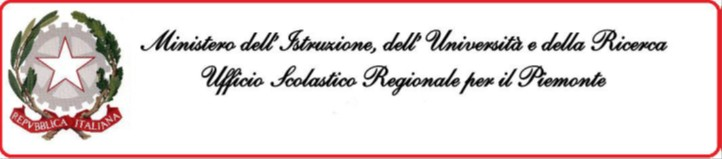 Ministero dell' Istruzione, dell' Università e della Ricerca
Ufficio Scolastico Regionale per il Piemonte
REPVBBLICA ITALIANA